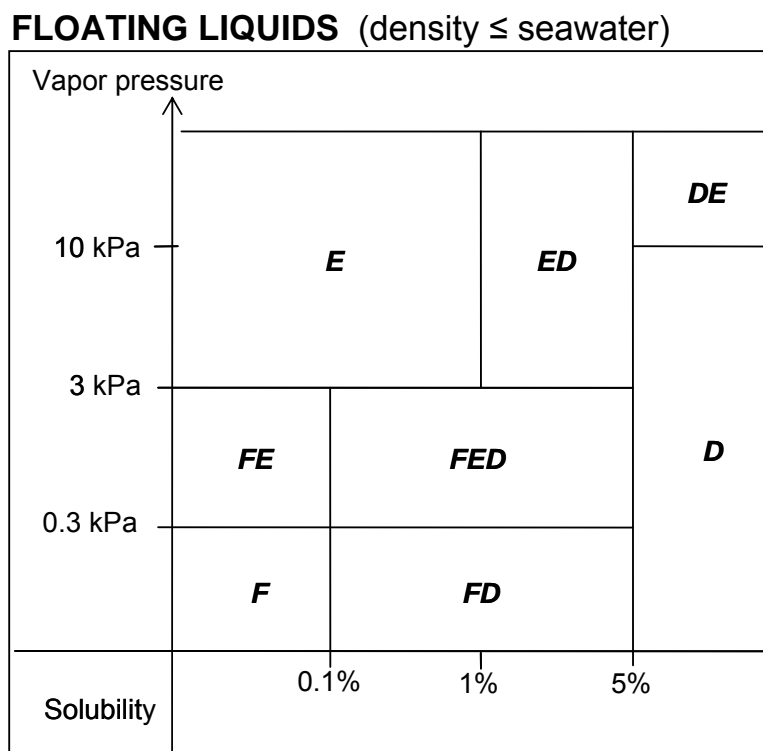 FLOATING LIQUIDS (density ≤ seawater)
Vapor pressure
DE
10 kPa
E
ED
3 kPa
FE
FED
D
0.3 kPa
F
FD
0.1%
1%
5%
Solubility